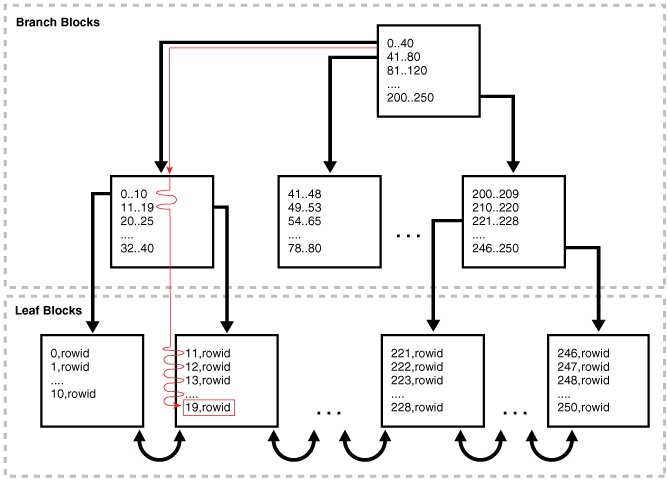 Branch Blocks
0..40
41..80
81..120
....
200..250
0..10
11..19
20..25
....
32..40
41..48
49..53
54..65
....
78..80
...
200..209
210..220
221..228
....
246..250
Leaf Blocks
0,rowid
1,rowid
....
10,rowid
11,rowid
12,rowid
13,rowid
....
19,rowid
...
221,rowid
222,rowid
223,rowid
....
228,rowid
...
246,rowid
247,rowid
248,rowid
....
250,rowid